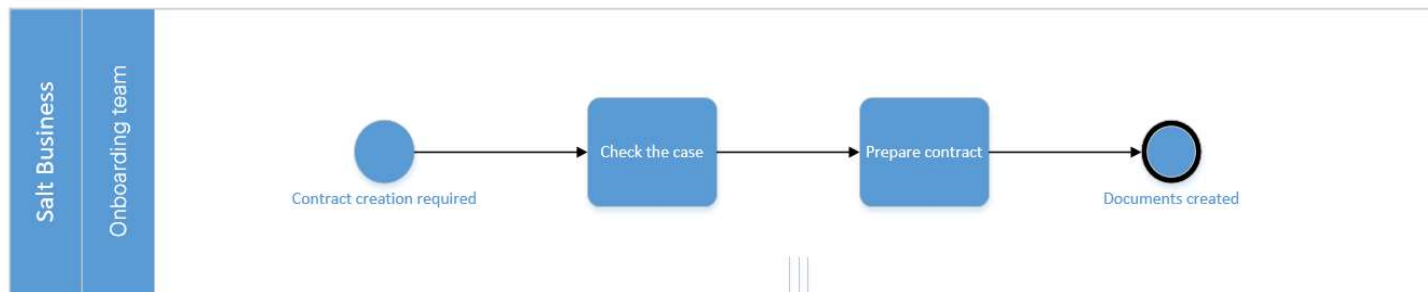 Salt Business
Onboarding team
Contract creation required
Check the case
Prepare contract
Documents created